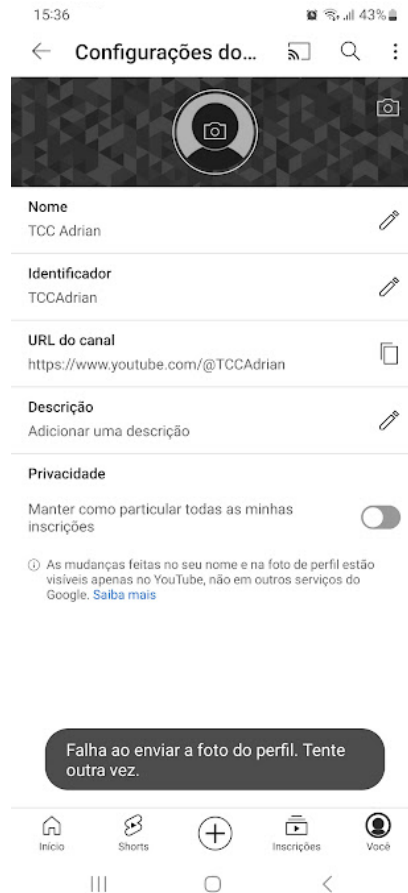 15:36
43%
Configurações do...
Nome
TCC Adrian
Identificador
TCCAdrian
URL do canal
https://www.youtube.com/@TCCAdrian
Descrição
Adicionar uma descrição
Privacidade
Manter como particular todas as minhas
inscrições
As mudanças feitas no seu nome e na foto de perfil estão
visíveis apenas no YouTube, não em outros serviços do
Google. Saiba mais
Falha ao enviar a foto do perfil. Tente
outra vez.
Início
Shorts
Inscrições
Você